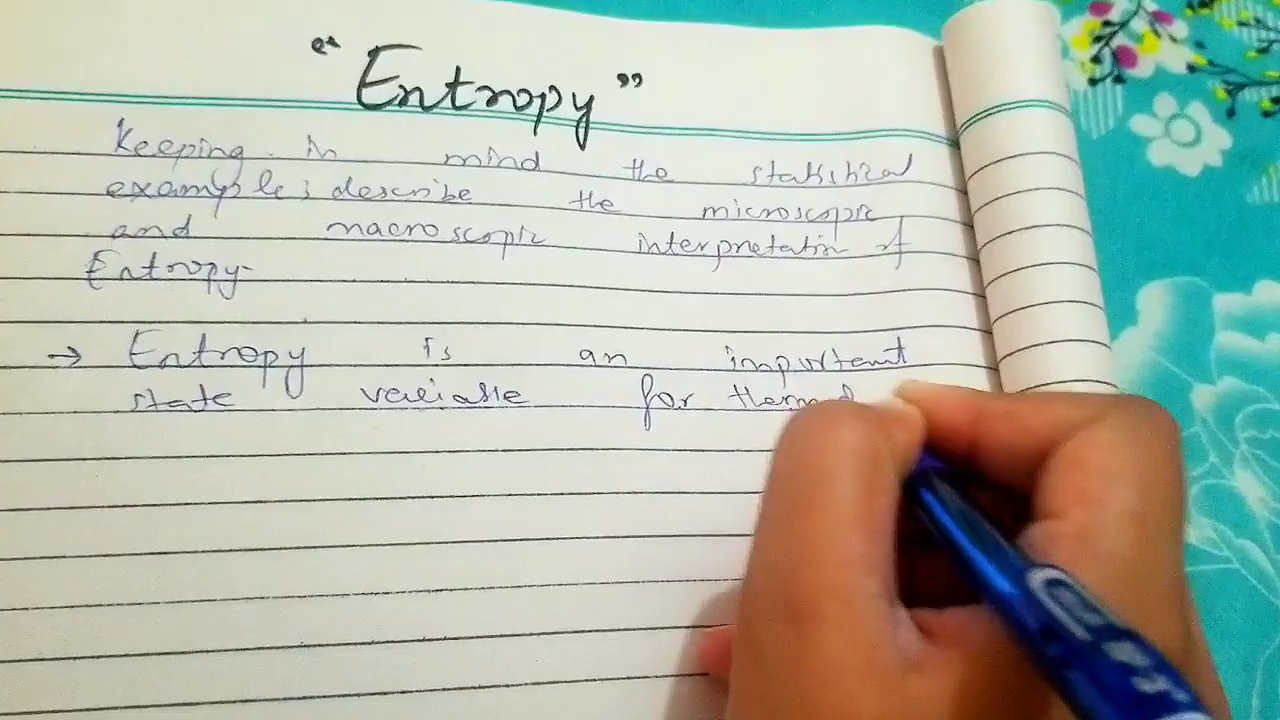 "Entropy"
Keeping in mind the statistical
example; describe the microscopic
and macroscopic interpretation of
Entropy-
→ Entropy is an important
state variable for